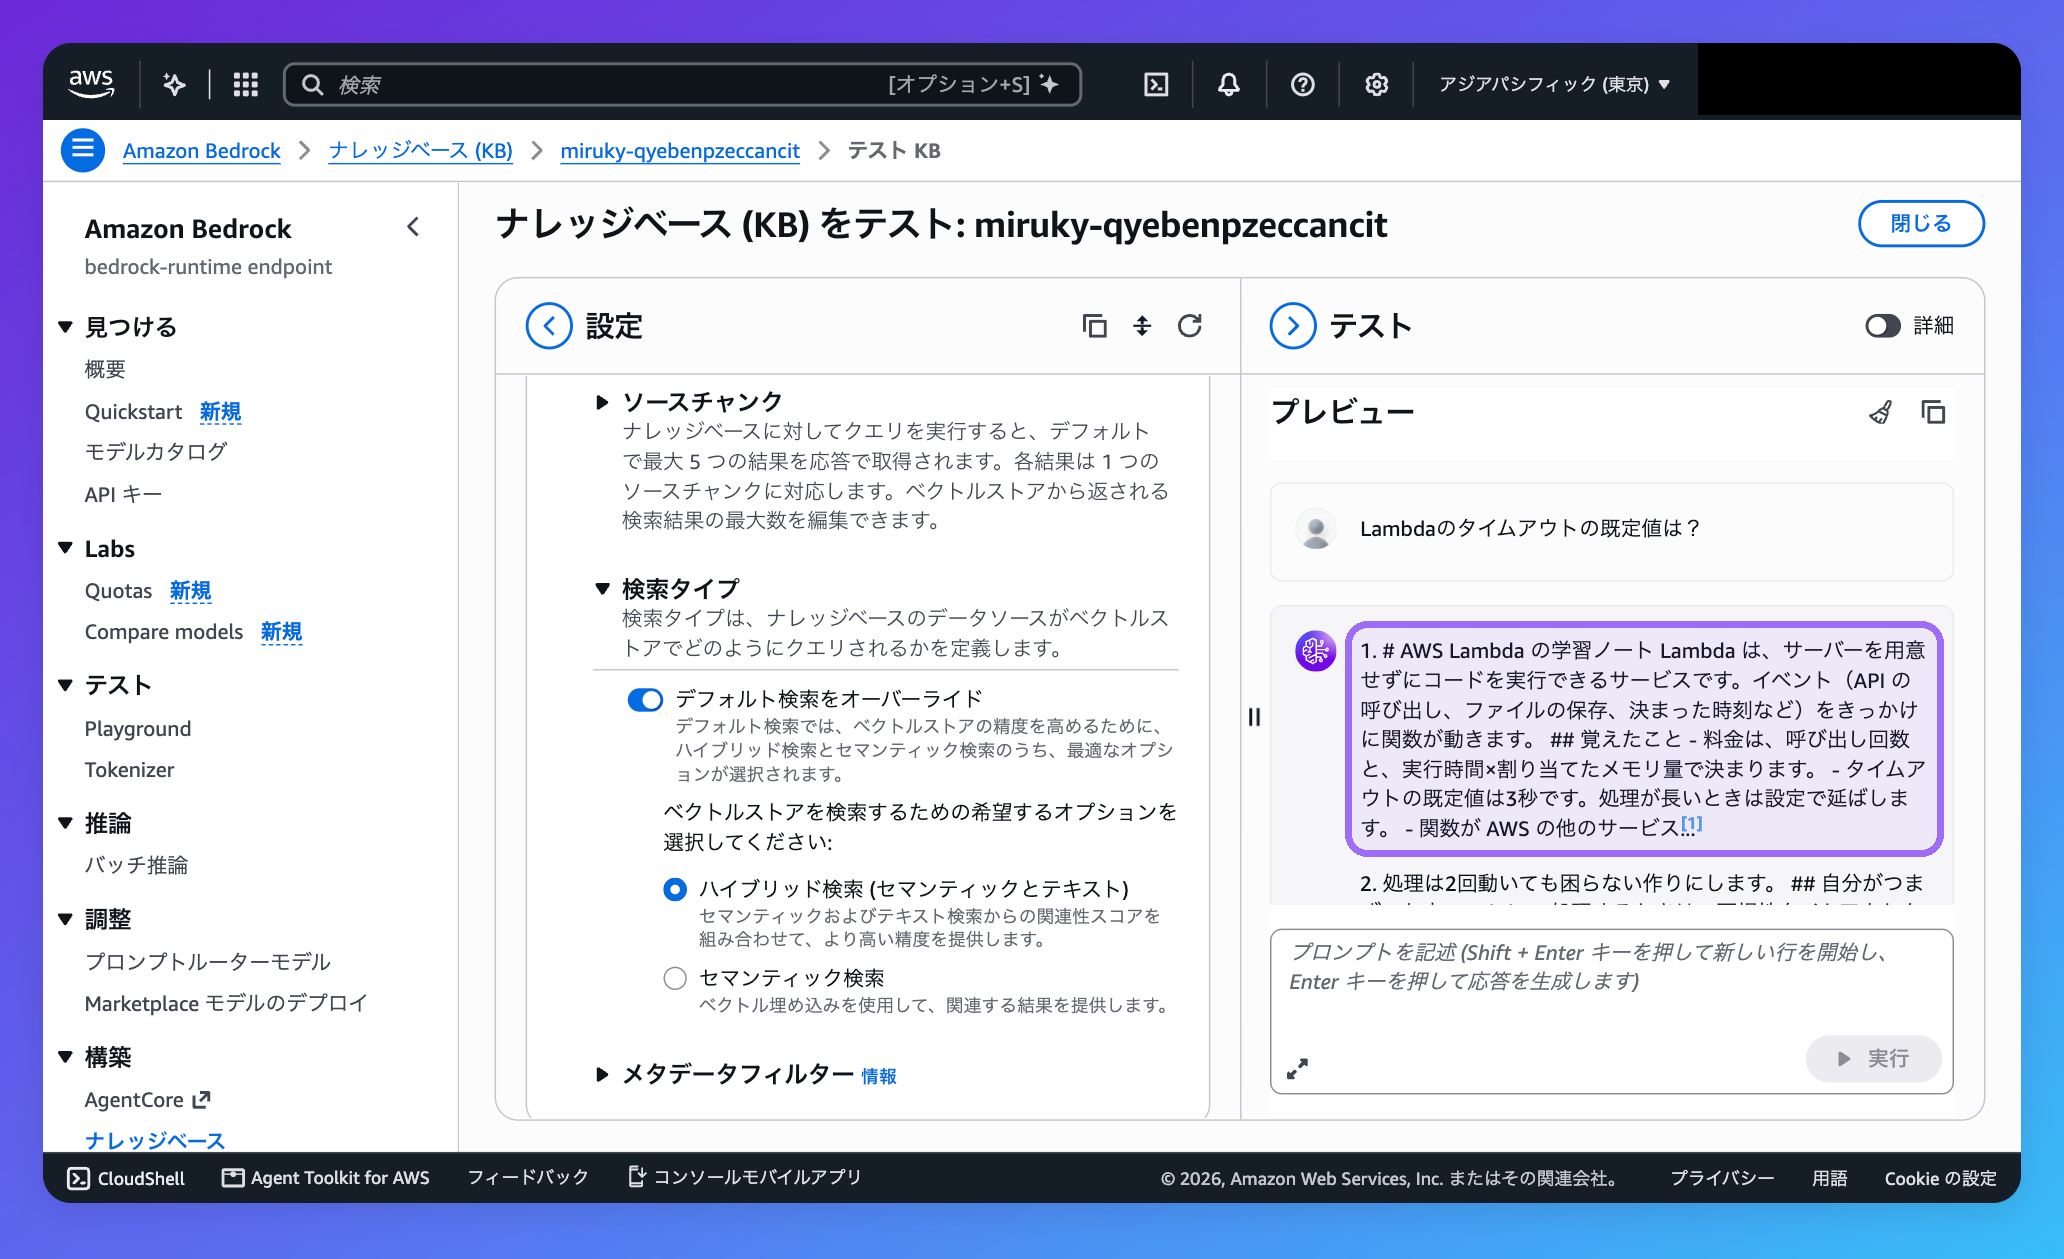 aws
検索
[オプション+S]
アジアパシフィック (東京) ▼
Amazon Bedrock
ナレッジベース (KB)
miruky-qyebenpzeccancit
テスト KB
Amazon Bedrock
bedrock-runtime endpoint
見つける
概要
Quickstart 新規
モデルカタログ
API キー
Labs
Quotas 新規
Compare models 新規
テスト
Playground
Tokenizer
推論
バッチ推論
調整
プロンプトルーターモデル
Marketplace モデルのデプロイ
構築
AgentCore
ナレッジベース
ナレッジベース (KB) をテスト: miruky-qyebenpzeccancit
閉じる
設定
ソースチャンク
ナレッジベースに対してクエリを実行すると、デフォルト
で最大 5 つの結果を応答で取得されます。各結果は 1 つの
ソースチャンクに対応します。ベクトルストアから返される
検索結果の最大数を編集できます。
検索タイプ
検索タイプは、ナレッジベースのデータソースがベクトルス
トアでどのようにクエリされるかを定義します。
デフォルト検索をオーバーライド
デフォルト検索では、ベクトルストアの精度を高めるために、
ハイブリッド検索とセマンティック検索のうち、最適なオプシ
ョンが選択されます。
ベクトルストアを検索するための希望するオプションを
選択してください:
ハイブリッド検索 (セマンティックとテキスト)
セマンティックおよびテキスト検索からの関連性スコアを
組み合わせて、より高い精度を提供します。
セマンティック検索
ベクトル埋め込みを使用して、関連する結果を提供します。
メタデータフィルター 情報
テスト
詳細
プレビュー
Lambdaのタイムアウトの既定値は？
1. # AWS Lambda の学習ノート Lambda は、サーバーを用意
せずにコードを実行できるサービスです。イベント（API の
呼び出し、ファイルの保存、決まった時刻など）をきっかけ
に関数が動きます。 ## 覚えたこと - 料金は、呼び出し回数
と、実行時間×割り当てたメモリ量で決まります。 - タイムア
ウトの既定値は3秒です。処理が長いときは設定で延ばしま
す。 - 関数が AWS の他のサービス...[1]
2. 処理は2回動いても困らない作りにします。 ## 自分がつま
プロンプトを記述 (Shift + Enter キーを押して新しい行を開始し、
Enter キーを押して応答を生成します)
実行
CloudShell
Agent Toolkit for AWS
フィードバック
コンソールモバイルアプリ
© 2026, Amazon Web Services, Inc. またはその関連会社。
プライバシー
用語
Cookie の設定